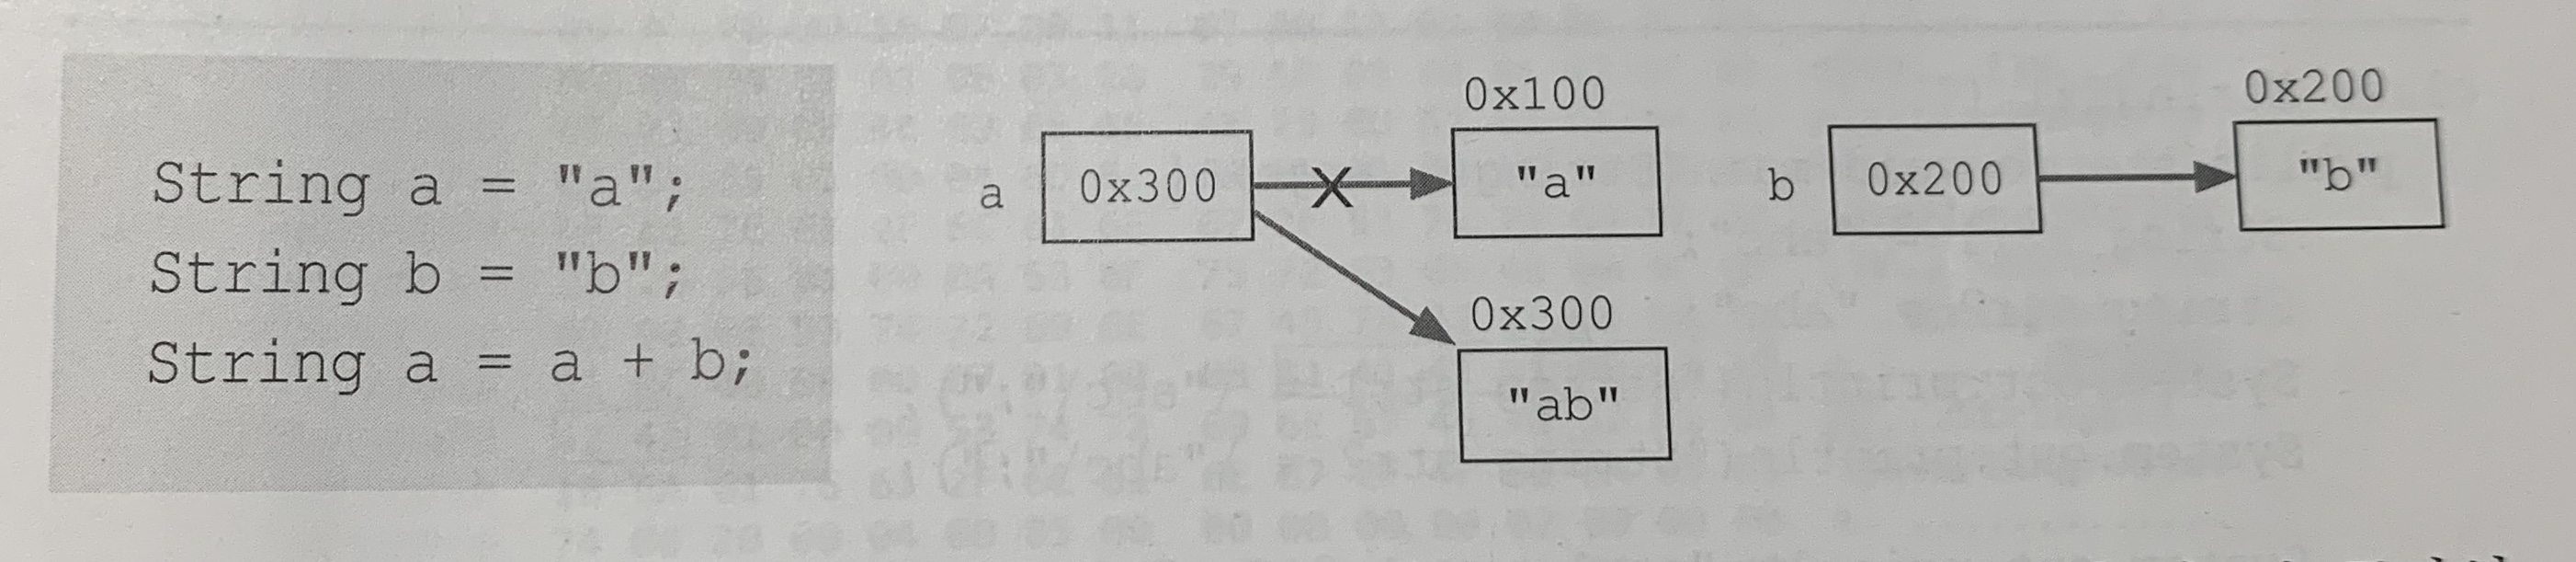 String a = "a";
String b = "b";
String a = a + b;
0x100
0x200
a 0x300 X "a" b 0x200 "b"
0x300
"ab"